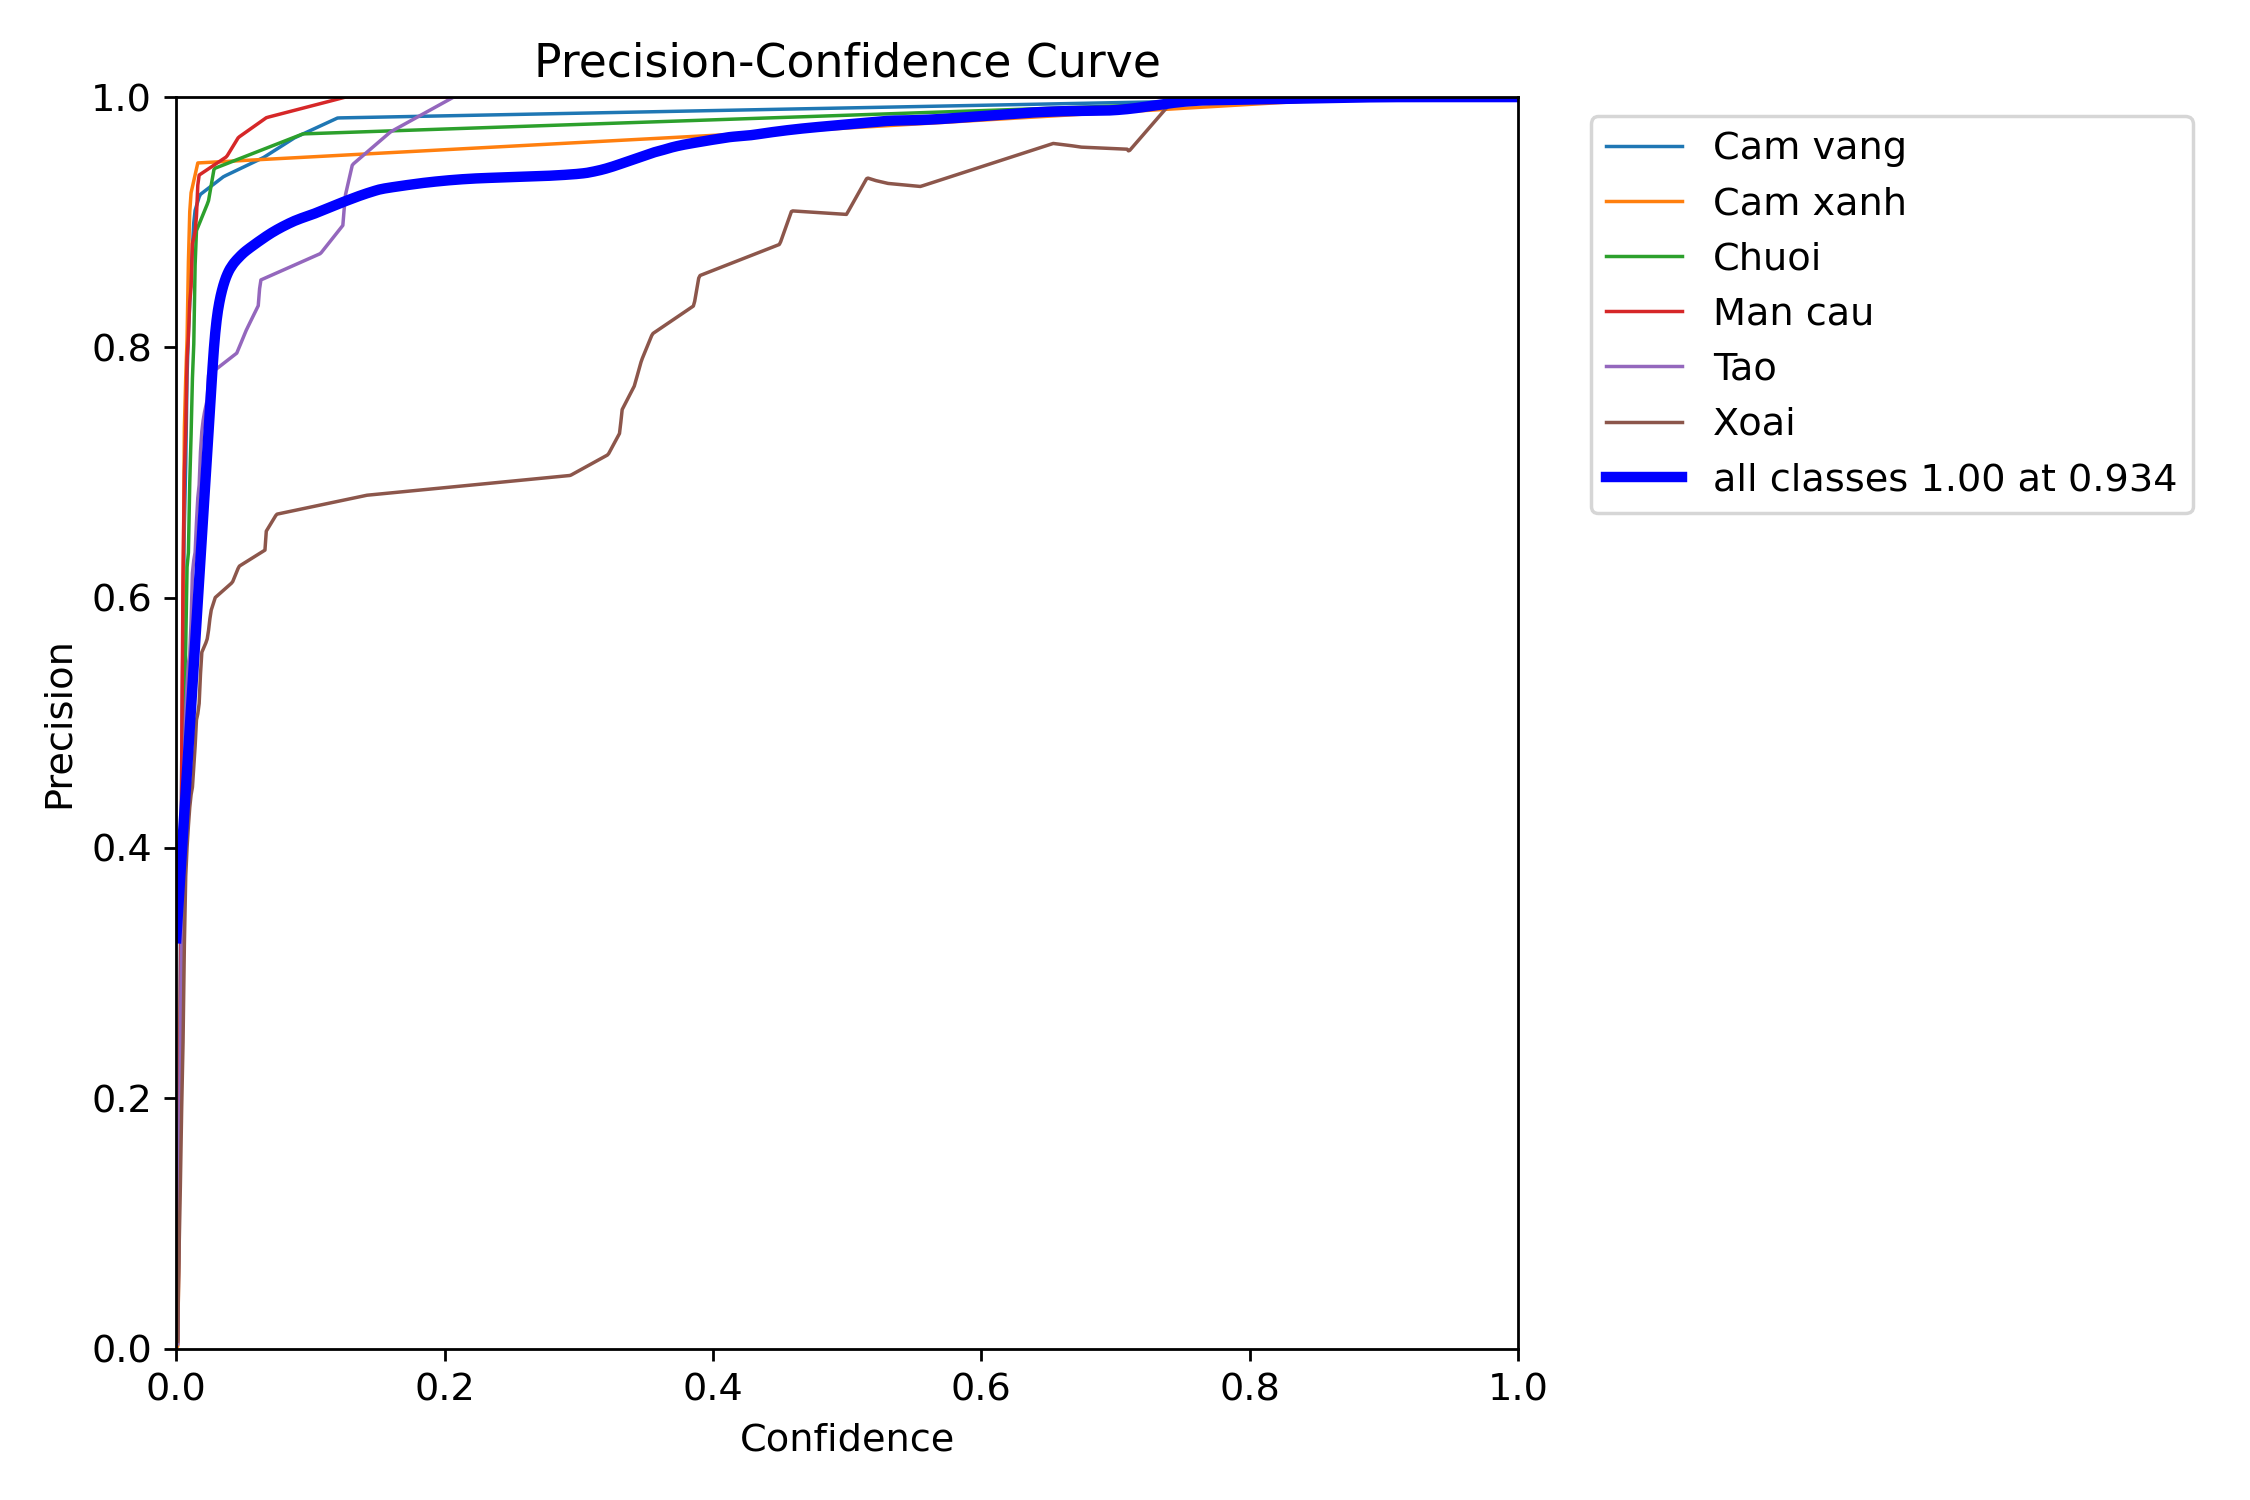 Precision-Confidence Curve
1.0
0.8
0.6
0.4
0.2
0.0
Precision
0.0 0.2 0.4 0.6 0.8 1.0
Confidence
Cam vang
Cam xanh
Chuoi
Man cau
Tao
Xoai
all classes 1.00 at 0.934